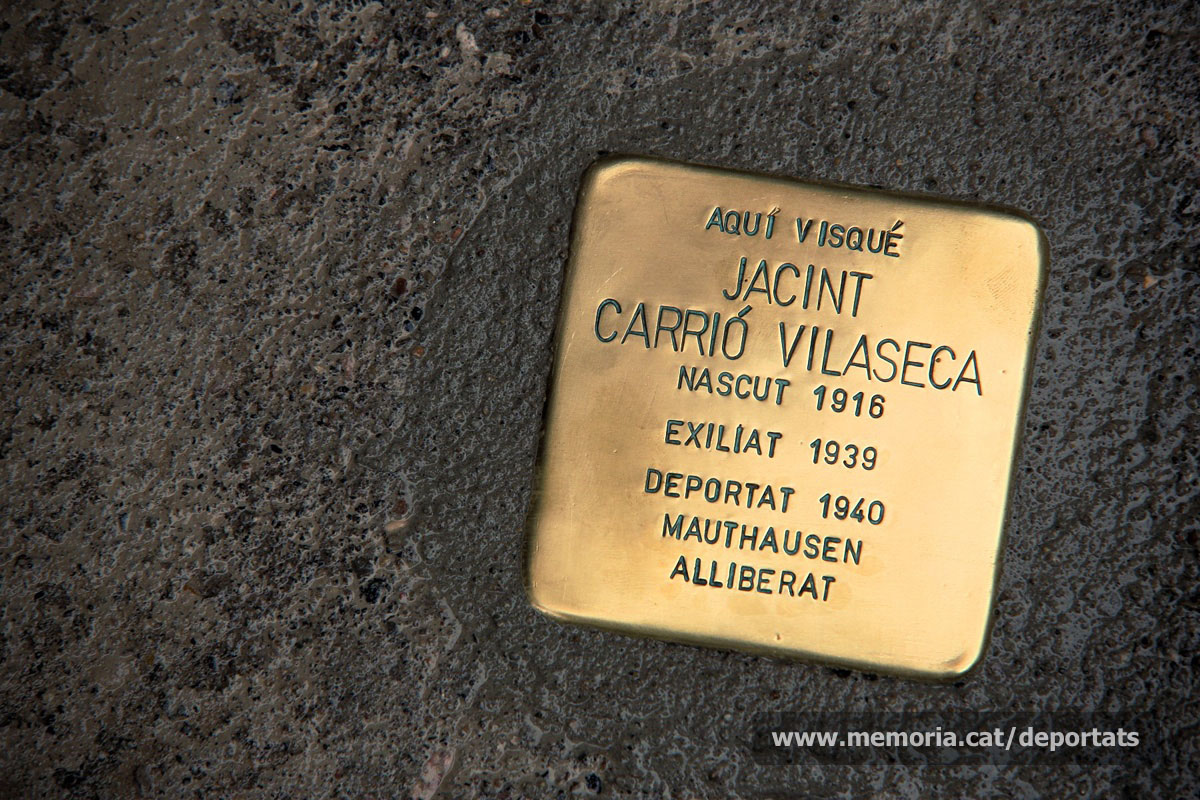 AQUÍ VISQUÉ
JACINT
CARRIÓ VILASECA
NASCUT 1916
EXILIAT 1939
DEPORTAT 1940
MAUTHAUSEN
ALLIBERAT
www.memoria.cat/deportats